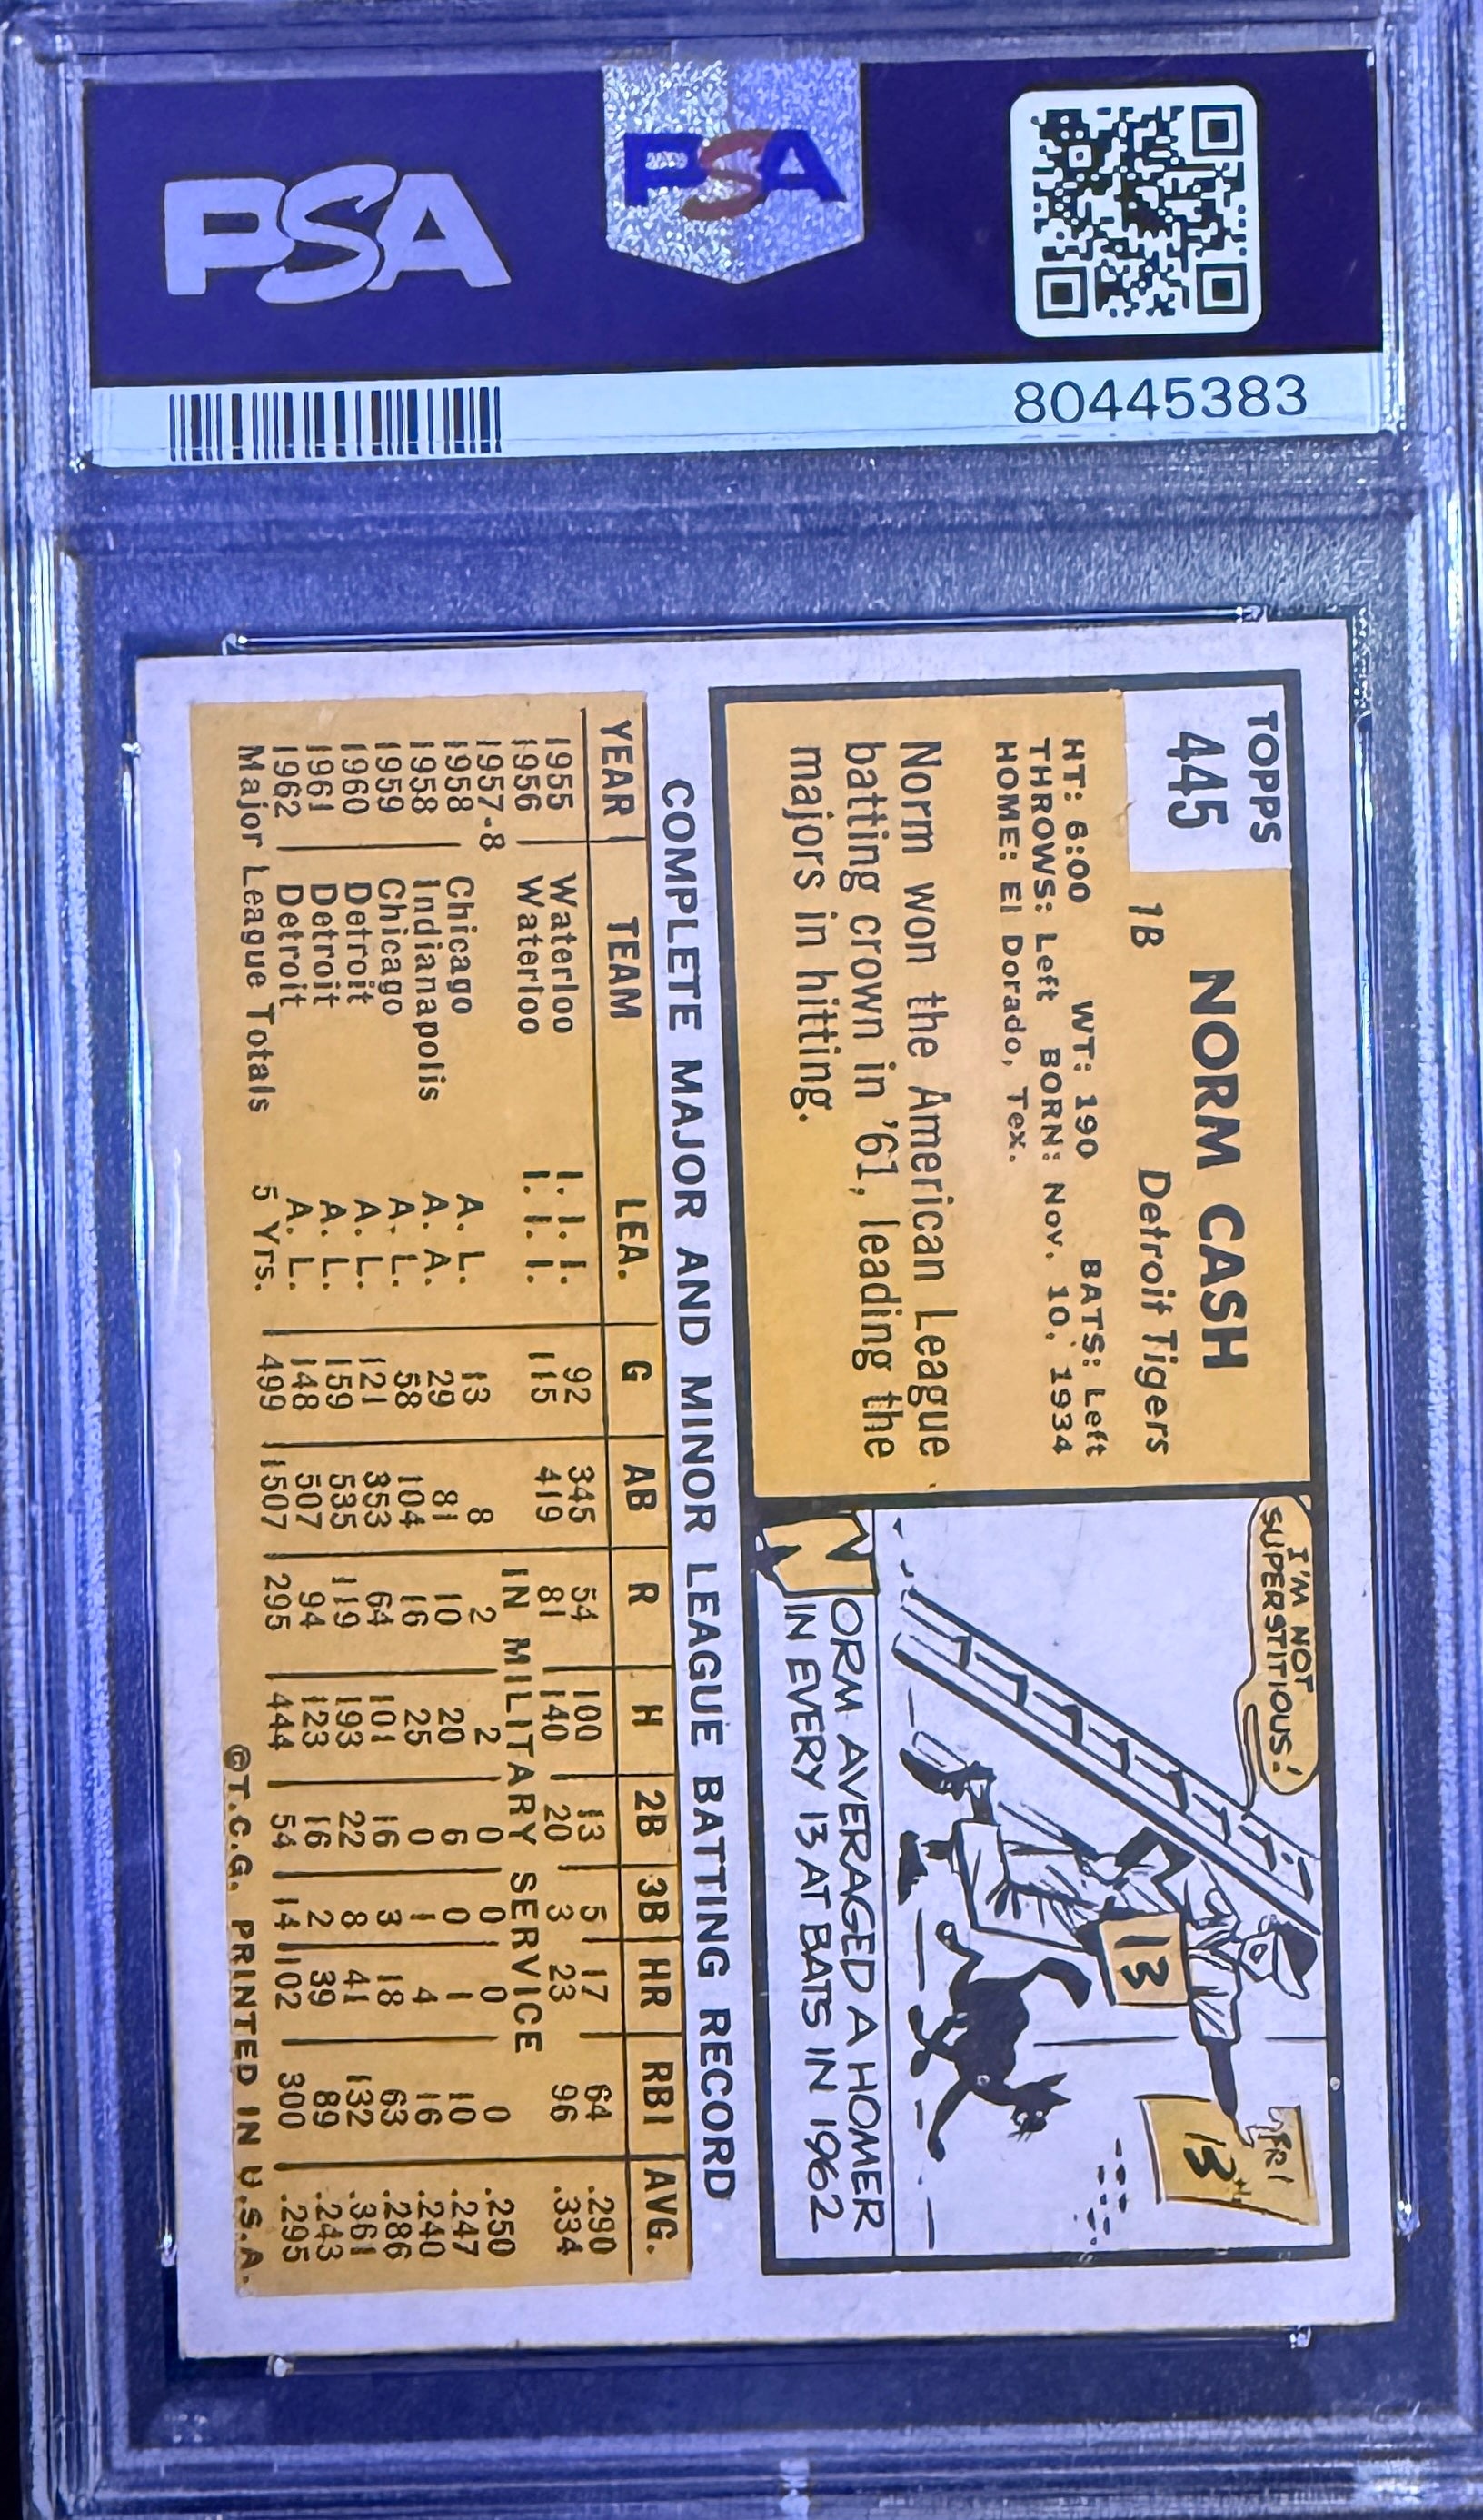 PSA
PSA
80445383
TOPPS
445
NORM CASH
1B Detroit Tigers
HT: 6:00 WT: 190 BATS: Left
THROWS: Left BORN: Nov. 10, 1934
HOME: El Dorado, Tex.
Norm won the American League
batting crown in '61, leading the
majors in hitting.
I'M NOT
SUPERSTITIOUS!
13
FRI
13
NORM AVERAGED A HOMER
IN EVERY 13 AT BATS IN 1962
COMPLETE MAJOR AND MINOR LEAGUE BATTING RECORD
YEAR TEAM LEA. G AB R H 2B 3B HR RBI AVG.
1955 Waterloo I. I. I. 92 345 54 100 13 5 17 64 .290
1956 Waterloo I. I. I. 115 419 81 140 20 3 23 96 .334
1957-8 IN MILITARY SERVICE
1958 Chicago A. L. 13 8 2 2 0 0 0 0 .250
1958 Indianapolis A. A. 29 81 10 20 6 0 1 10 .247
1959 Chicago A. L. 58 104 16 25 0 1 4 16 .240
1960 Detroit A. L. 121 353 64 101 16 3 18 63 .286
1961 Detroit A. L. 159 535 119 193 22 8 41 132 .361
1962 Detroit A. L. 148 507 94 123 16 2 39 89 .243
Major League Totals 5 Yrs. 499 1507 295 444 54 14 102 300 .295
©T.C.G. PRINTED IN U.S.A.